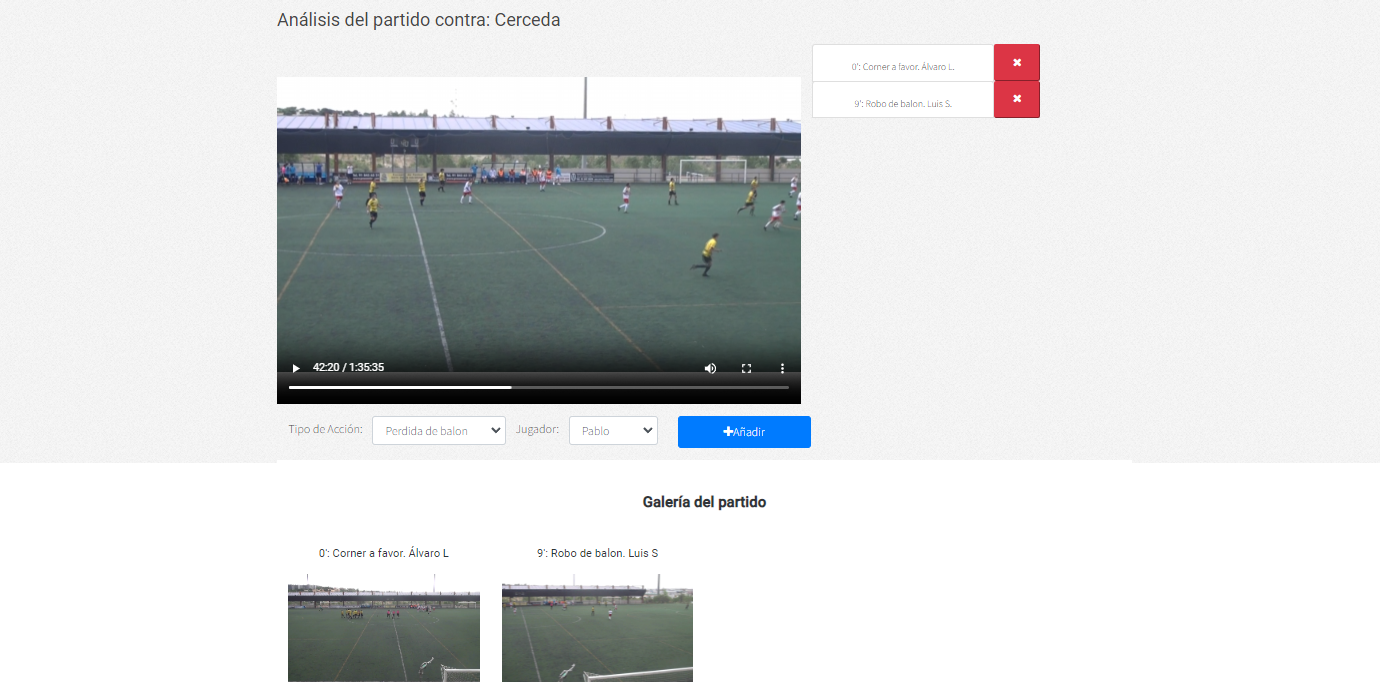 Análisis del partido contra: Cerceda
0': Corner a favor. Álvaro L.
9': Robo de balon. Luis S.
42:20 / 1:35:35
Tipo de Acción:
Perdida de balon
Jugador:
Pablo
Añadir
Galería del partido
0': Corner a favor. Álvaro L
9': Robo de balon. Luis S